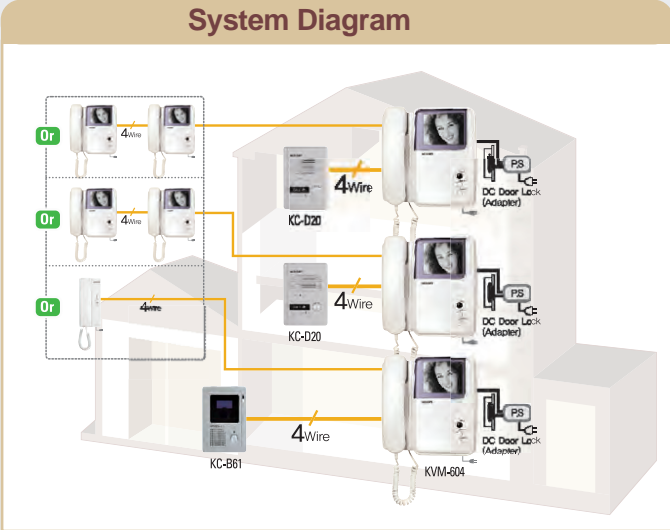 System Diagram
Or
4Wire
4Wire
KC-D20
PS
DC Door Lock
(Adapter)
Or
4Wire
4Wire
KC-D20
PS
DC Door Lock
(Adapter)
Or
4wire
4Wire
KC-B61
PS
DC Door Lock
(Adapter)
KVM-604